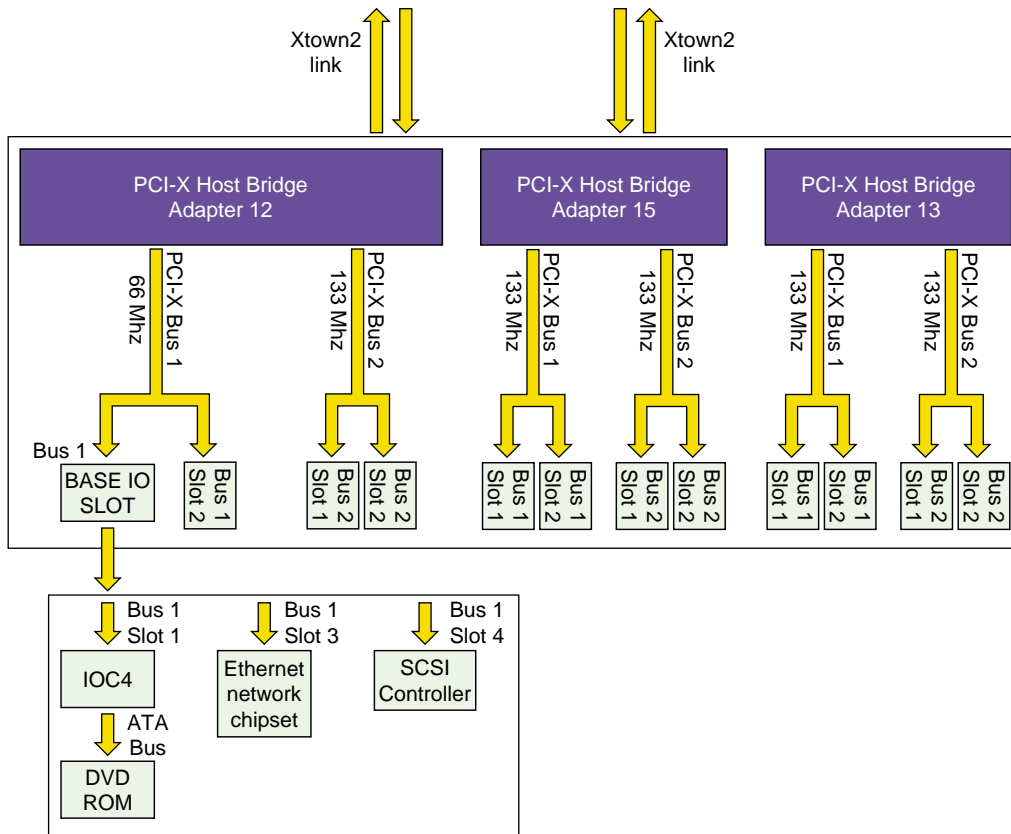 Xtown2
link
Xtown2
link
PCI-X Host Bridge
Adapter 12
PCI-X Host Bridge
Adapter 15
PCI-X Host Bridge
Adapter 13
PCI-X Bus 1
66 Mhz
PCI-X Bus 2
133 Mhz
PCI-X Bus 1
133 Mhz
PCI-X Bus 2
133 Mhz
PCI-X Bus 1
133 Mhz
PCI-X Bus 2
133 Mhz
Bus 1
BASE IO
SLOT
Bus 1
Slot 2
Bus 2
Slot 1
Bus 2
Slot 2
Bus 1
Slot 1
Bus 1
Slot 2
Bus 2
Slot 1
Bus 2
Slot 2
Bus 1
Slot 1
Bus 1
Slot 2
Bus 2
Slot 1
Bus 2
Slot 2
Bus 1
Slot 1
Bus 1
Slot 3
Bus 1
Slot 4
IOC4
Ethernet
network
chipset
SCSI
Controller
ATA
Bus
DVD
ROM